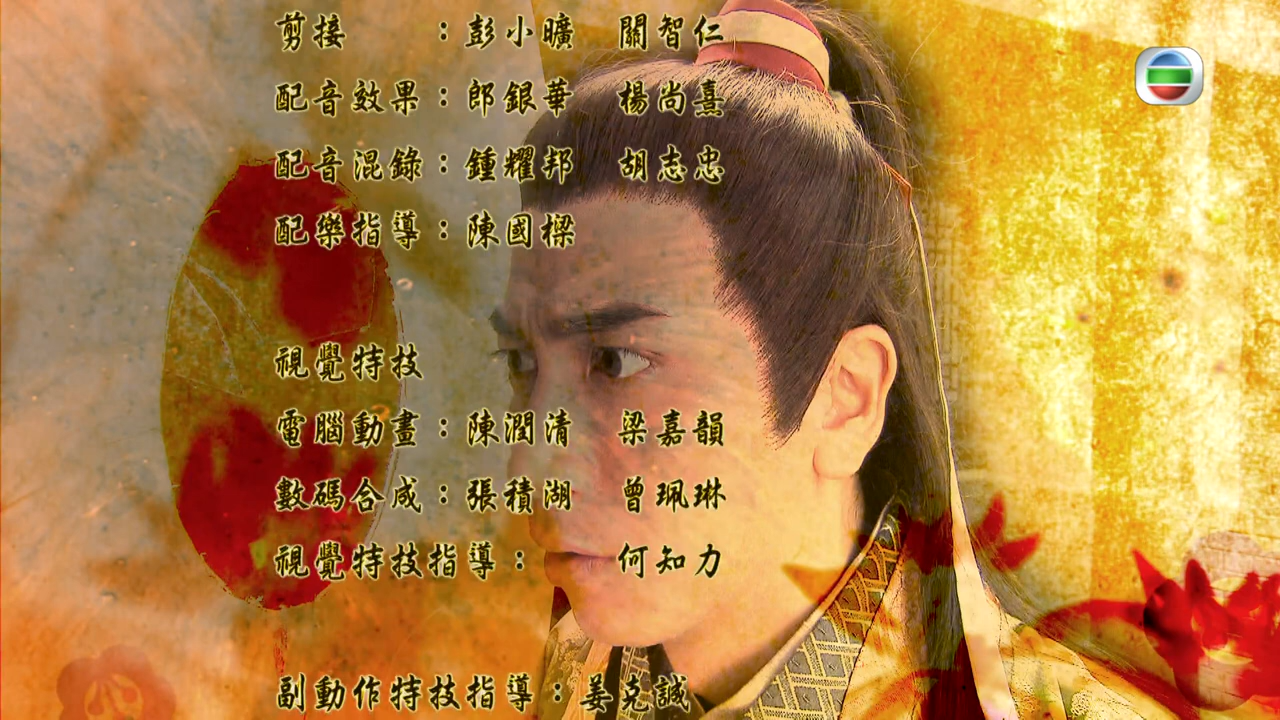 剪接　　：彭小曠　關智仁
配音效果：郎銀華　楊尚熹
配音混錄：鍾耀邦　胡志忠
配樂指導：陳國樑
視覺特技
電腦動畫：陳潤清　梁嘉韻
數碼合成：張積湖　曾珮琳
視覺特技指導：　　何知力
副動作特技指導：姜克誠